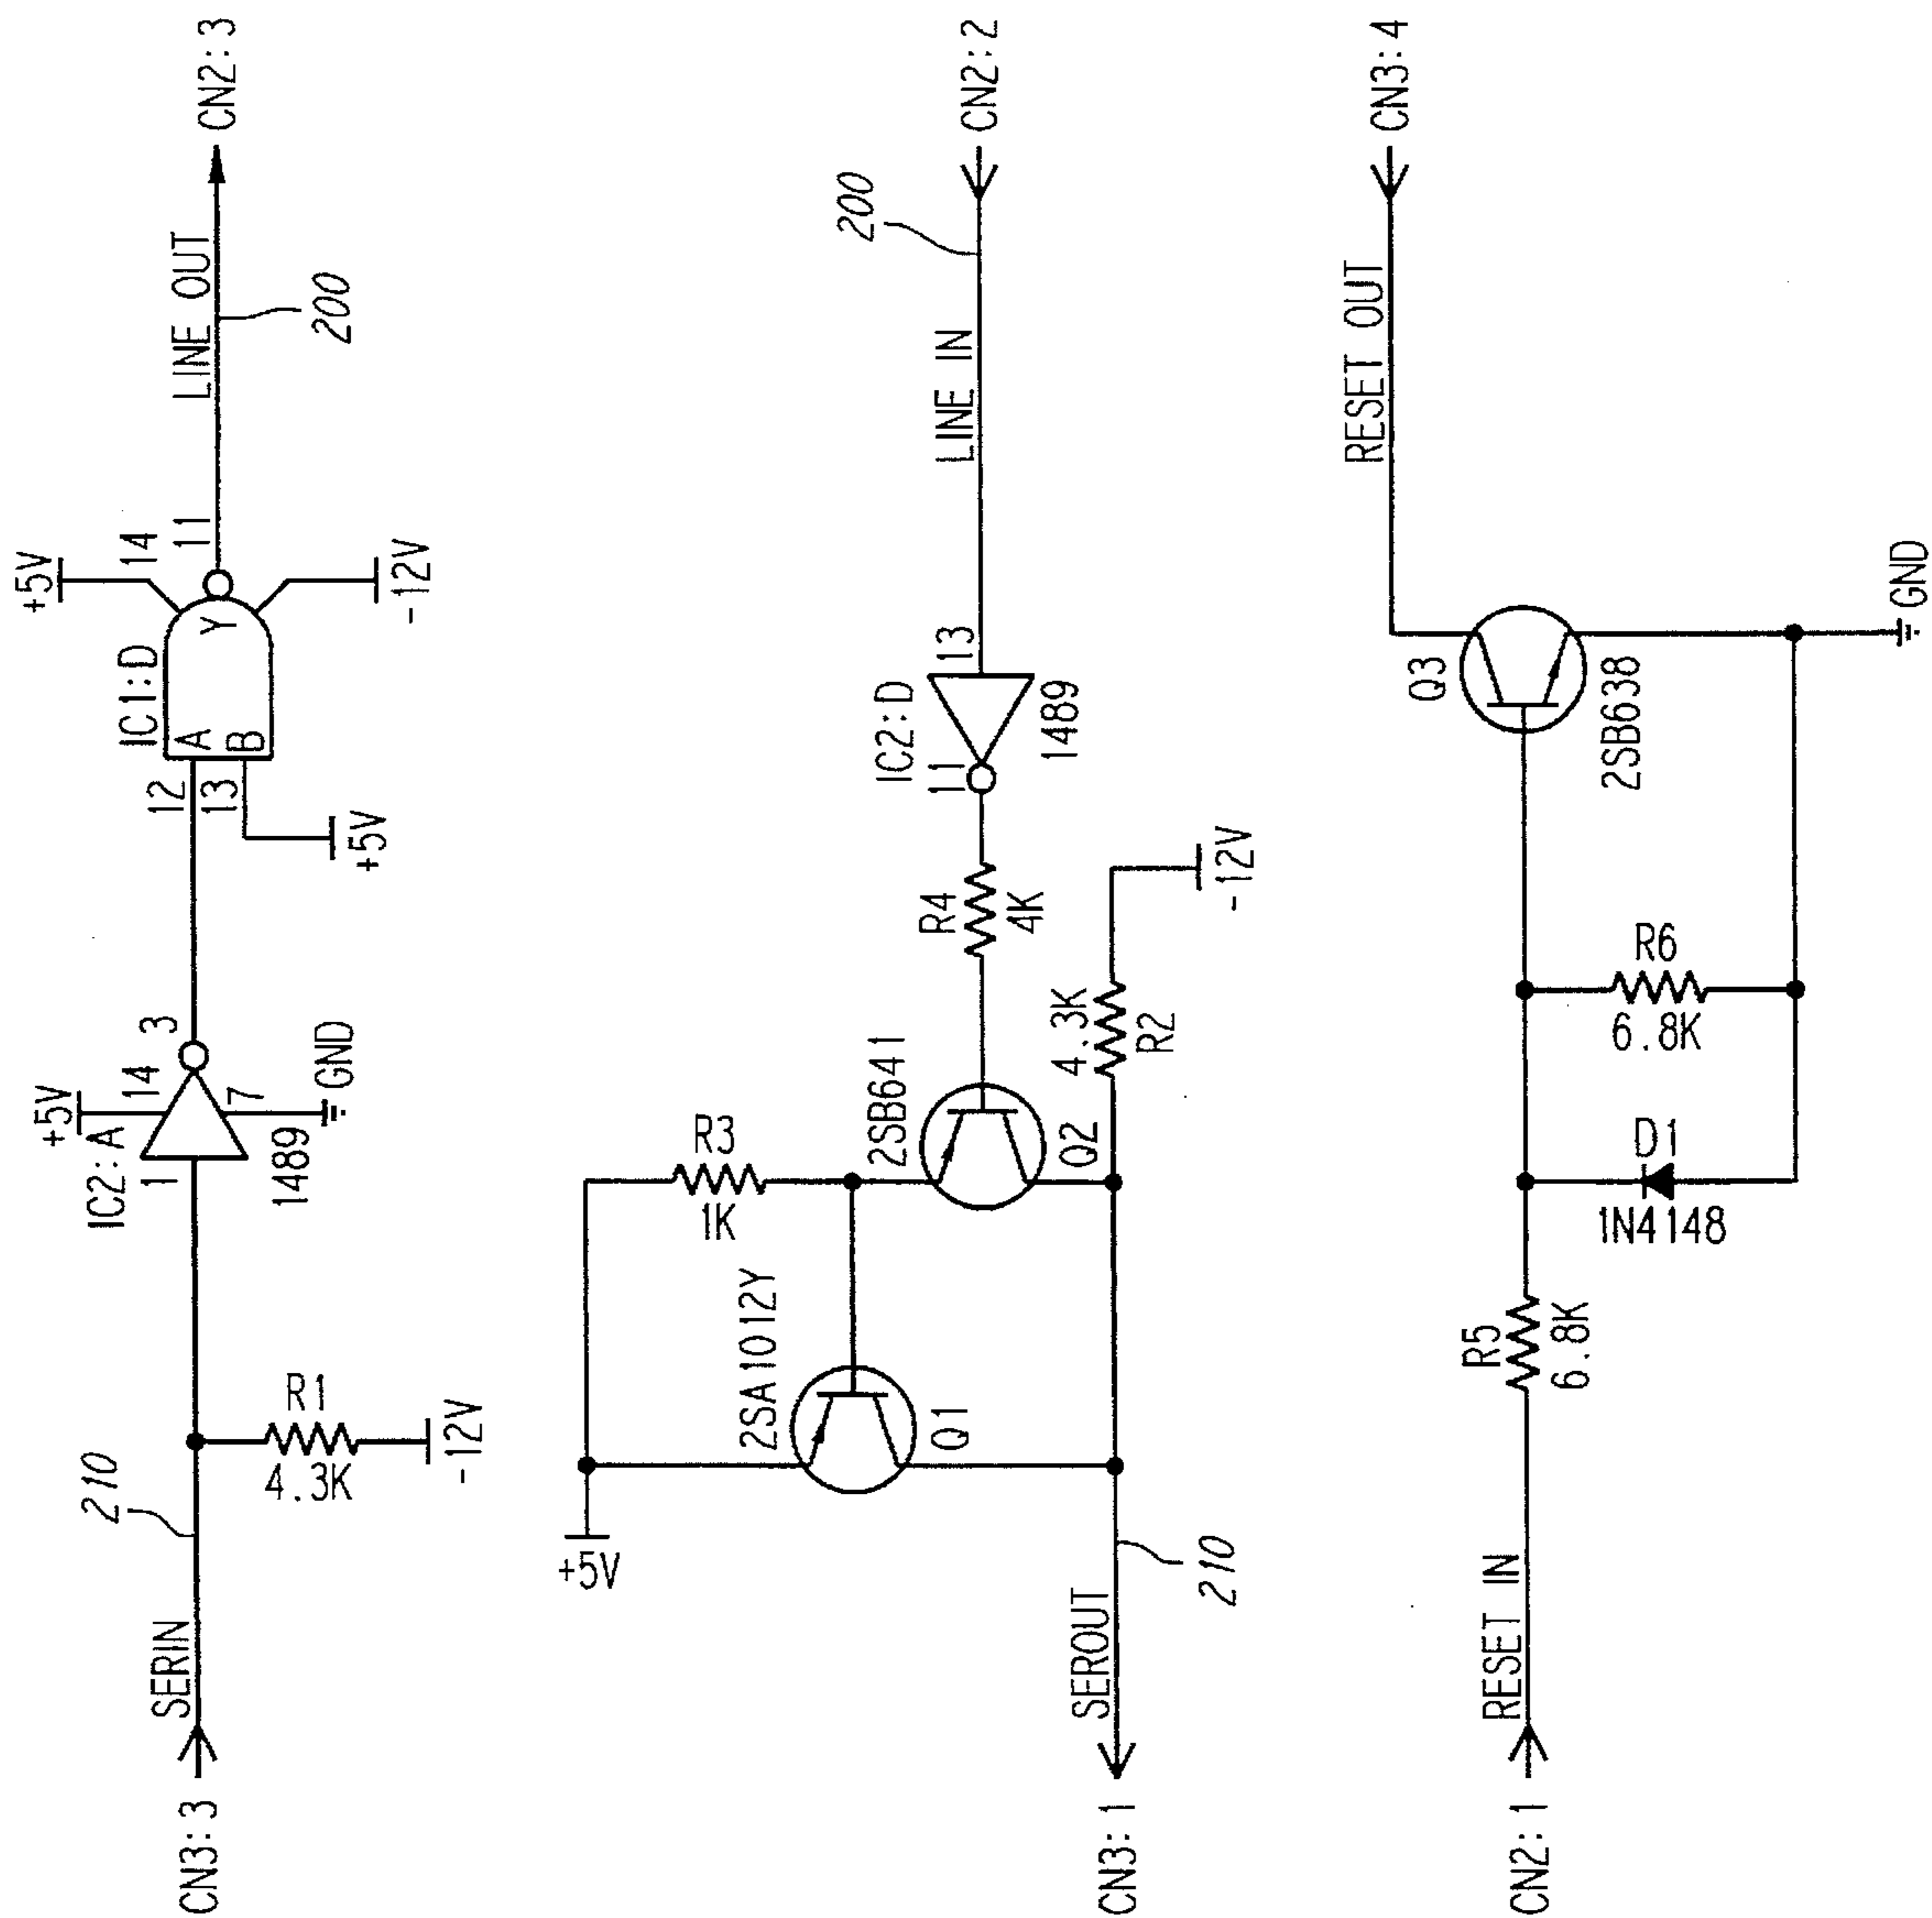 CN3:3
SERIN
210
R1
4.3K
-12V
+5V
IC2:A
1
14
3
7
1489
GND
IC1:D
12
A
13
B
Y
+5V
+5V
14
11
-12V
LINE OUT
200
CN2:3
+5V
2SA1012Y
Q1
R3
1K
2SB641
Q2
4.3K
R2
-12V
R4
4K
IC2:D
11
13
1489
LINE IN
200
CN2:2
SEROUT
210
CN3:1
CN2:1
RESET IN
R5
6.8K
D1
1N4148
R6
6.8K
Q3
2SB638
GND
RESET OUT
CN3:4